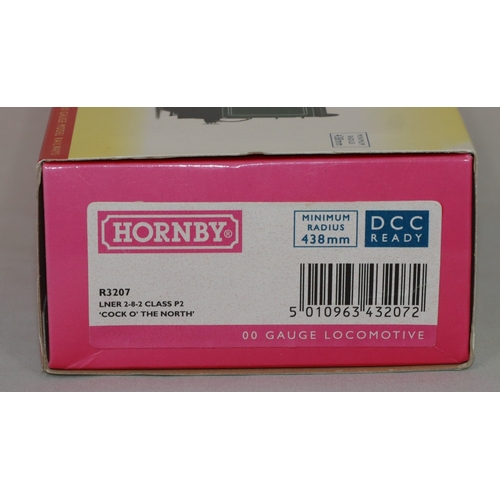 HORNBY®
MINIMUM
RADIUS
438mm
DCC
READY
R3207
LNER 2-8-2 CLASS P2
'COCK O' THE NORTH'
5 010963 432072
00 GAUGE LOCOMOTIVE